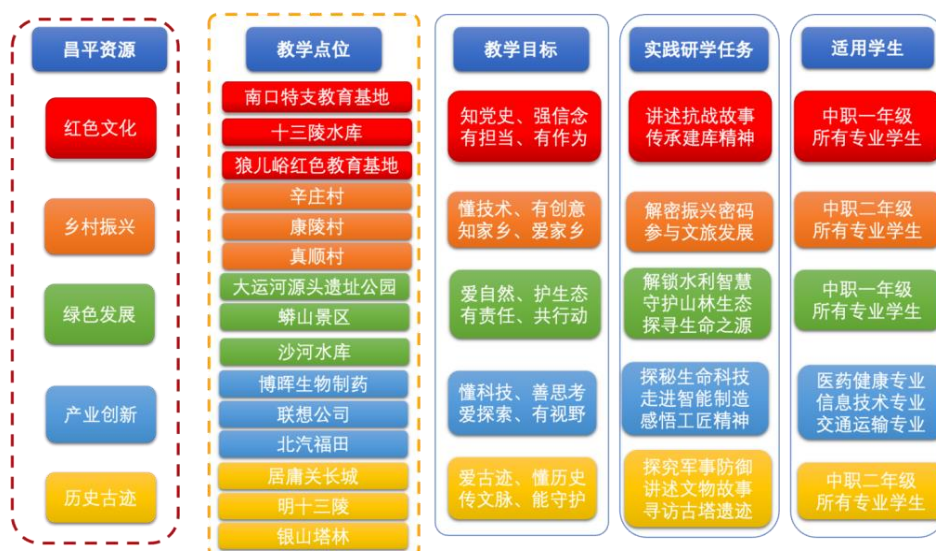 昌平资源
教学点位
教学目标
实践研学任务
适用学生
红色文化
南口特支教育基地
十三陵水库
狼儿峪红色教育基地
知党史、强信念
有担当、有作为
讲述抗战故事
传承建库精神
中职一年级
所有专业学生
乡村振兴
辛庄村
康陵村
真顺村
懂技术、有创意
知家乡、爱家乡
解密振兴密码
参与文旅发展
中职二年级
所有专业学生
绿色发展
大运河源头遗址公园
蟒山景区
沙河水库
爱自然、护生态
有责任、共行动
解锁水利智慧
守护山林生态
探寻生命之源
中职一年级
所有专业学生
产业创新
博晖生物制药
联想公司
北汽福田
懂科技、善思考
爱探索、有视野
探秘生命科技
走进智能制造
感悟工匠精神
医药健康专业
信息技术专业
交通运输专业
历史古迹
居庸关长城
明十三陵
银山塔林
爱古迹、懂历史
传文脉、能守护
探究军事防御
讲述文物故事
寻访古塔遗迹
中职二年级
所有专业学生